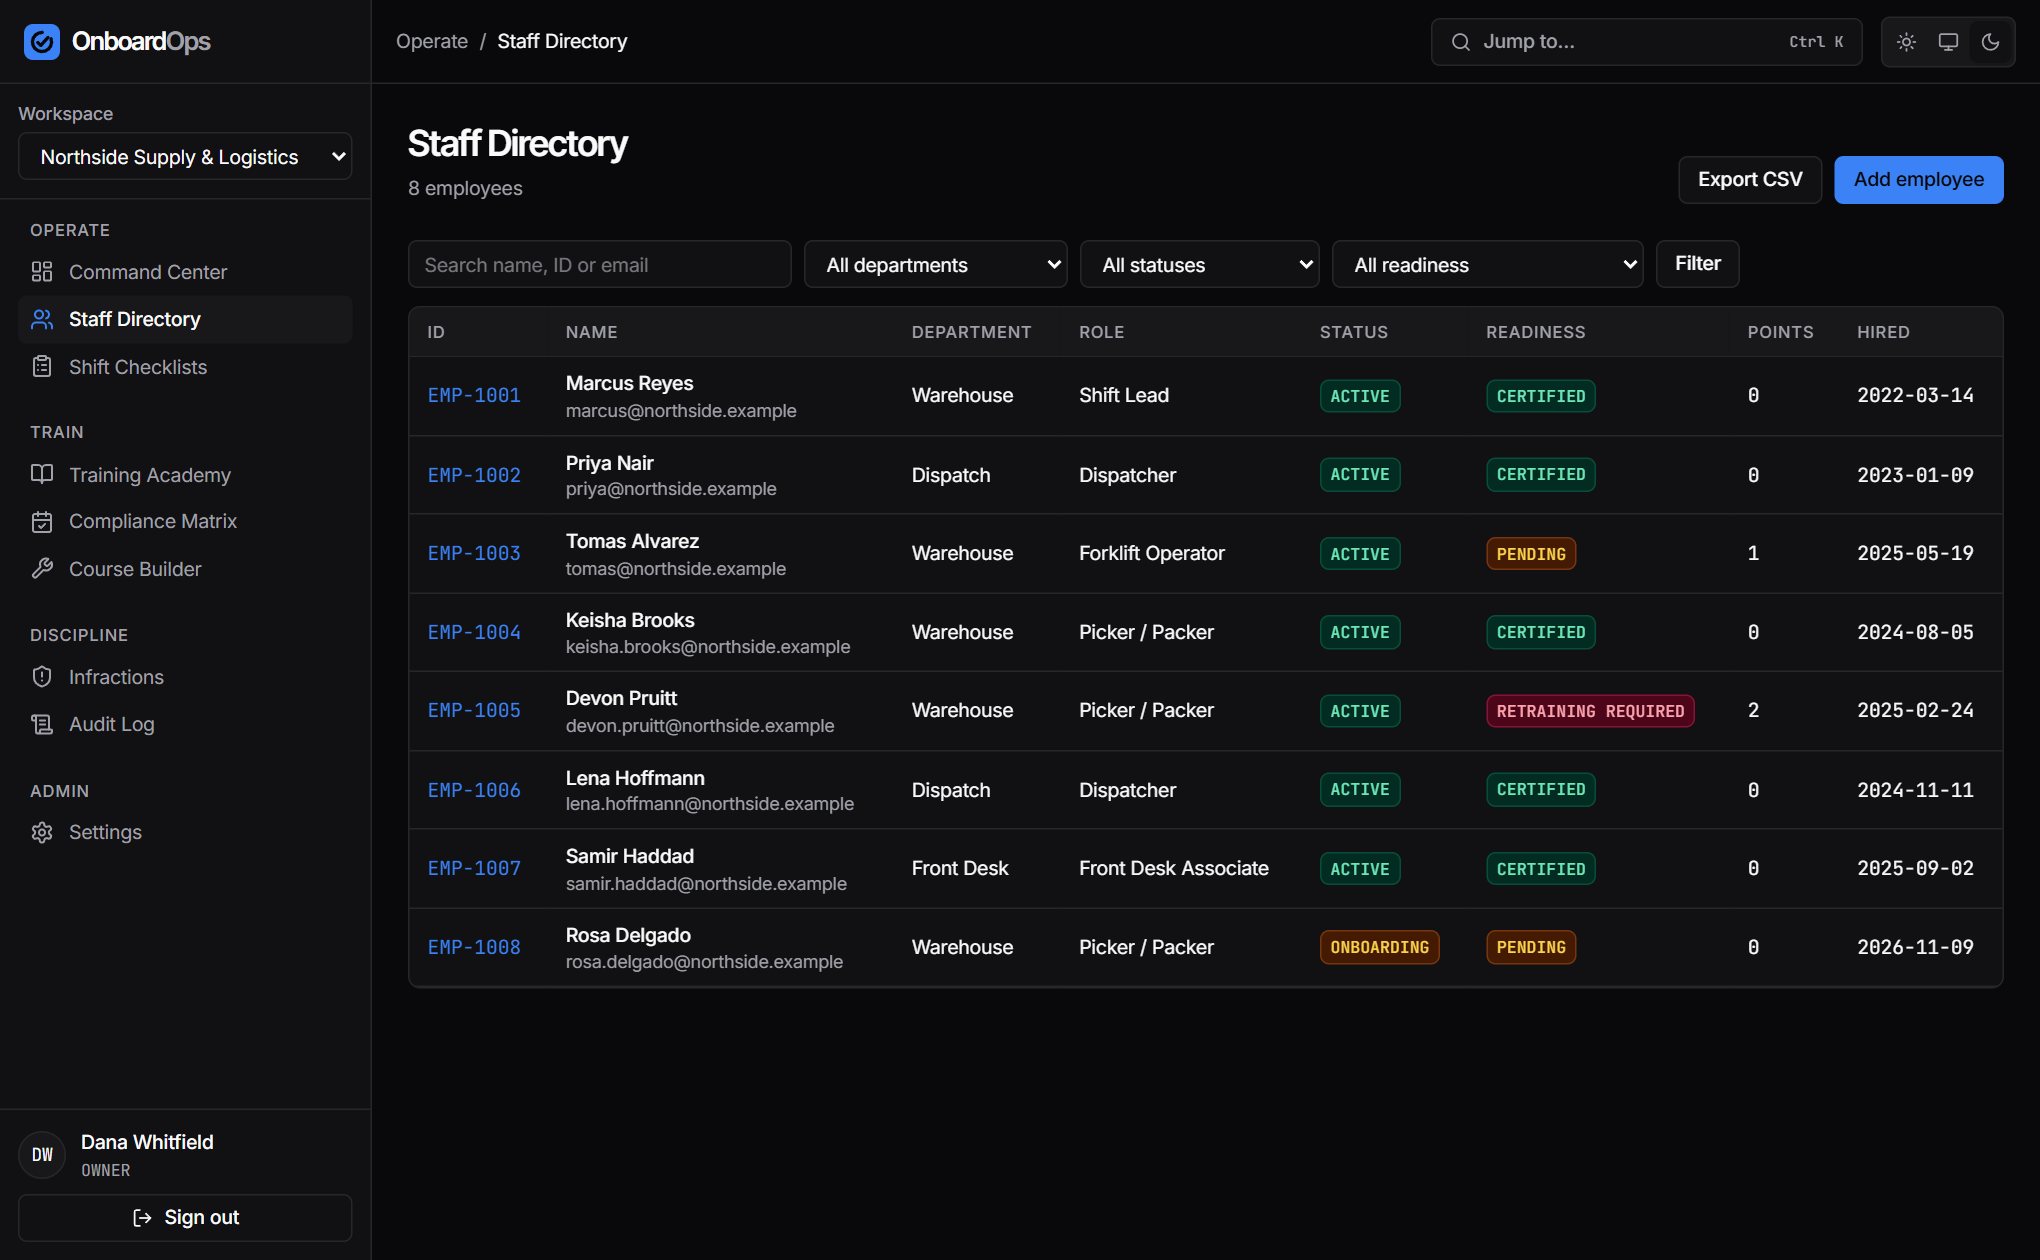 OnboardOps
Operate / Staff Directory
Jump to... Ctrl K
Workspace
Northside Supply & Logistics
OPERATE
Command Center
Staff Directory
Shift Checklists
TRAIN
Training Academy
Compliance Matrix
Course Builder
DISCIPLINE
Infractions
Audit Log
ADMIN
Settings
DW
Dana Whitfield
OWNER
Sign out
Staff Directory
8 employees
Export CSV
Add employee
Search name, ID or email
All departments
All statuses
All readiness
Filter
ID NAME DEPARTMENT ROLE STATUS READINESS POINTS HIRED
EMP-1001 Marcus Reyes Warehouse Shift Lead ACTIVE CERTIFIED 0 2022-03-14
marcus@northside.example
EMP-1002 Priya Nair Dispatch Dispatcher ACTIVE CERTIFIED 0 2023-01-09
priya@northside.example
EMP-1003 Tomas Alvarez Warehouse Forklift Operator ACTIVE PENDING 1 2025-05-19
tomas@northside.example
EMP-1004 Keisha Brooks Warehouse Picker / Packer ACTIVE CERTIFIED 0 2024-08-05
keisha.brooks@northside.example
EMP-1005 Devon Pruitt Warehouse Picker / Packer ACTIVE RETRAINING REQUIRED 2 2025-02-24
devon.pruitt@northside.example
EMP-1006 Lena Hoffmann Dispatch Dispatcher ACTIVE CERTIFIED 0 2024-11-11
lena.hoffmann@northside.example
EMP-1007 Samir Haddad Front Desk Front Desk Associate ACTIVE CERTIFIED 0 2025-09-02
samir.haddad@northside.example
EMP-1008 Rosa Delgado Warehouse Picker / Packer ONBOARDING PENDING 0 2026-11-09
rosa.delgado@northside.example